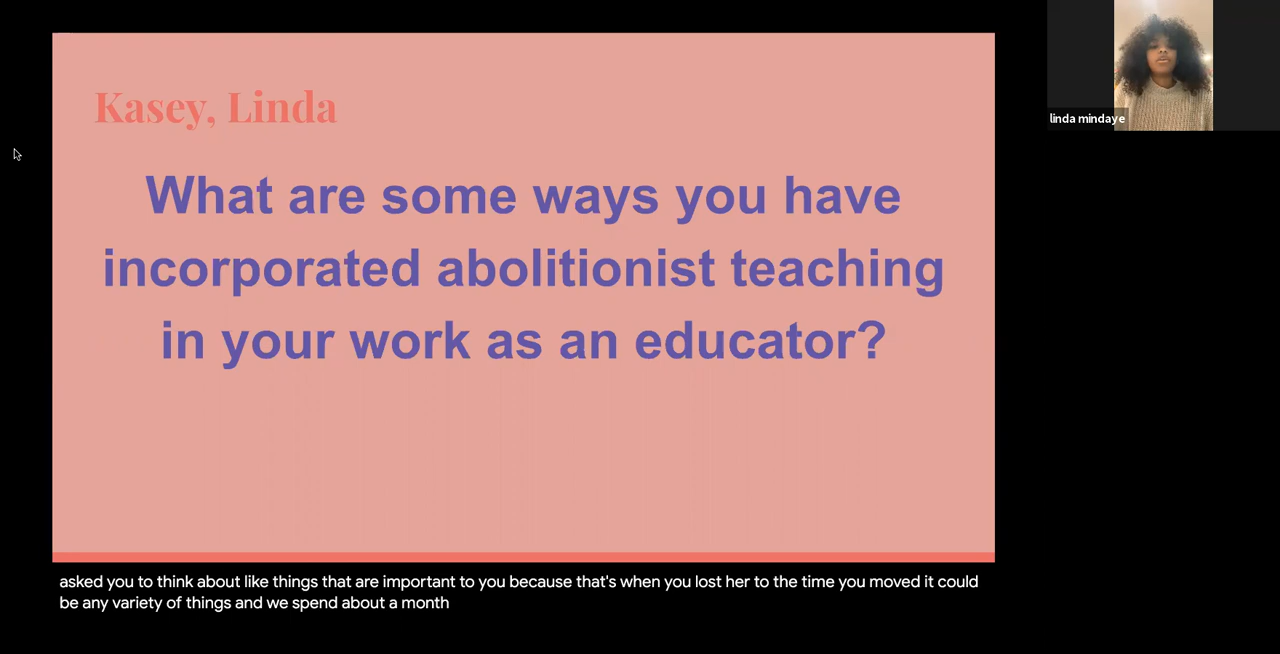 Kasey, Linda
What are some ways you have
incorporated abolitionist teaching
in your work as an educator?
linda mindaye
asked you to think about like things that are important to you because that's when you lost her to the time you moved it could
be any variety of things and we spend about a month